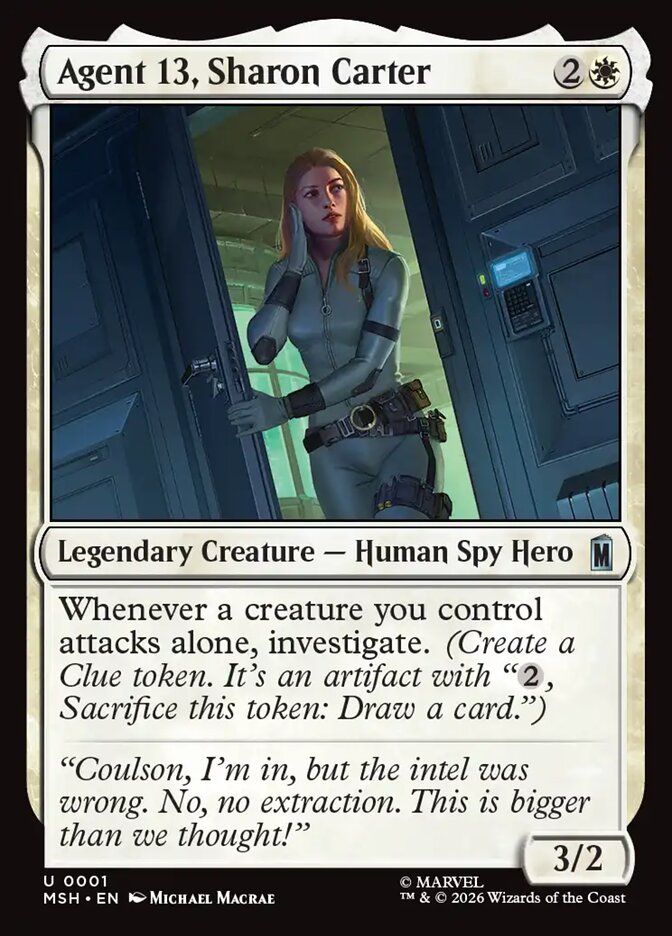 Agent 13, Sharon Carter 2
Legendary Creature — Human Spy Hero M
Whenever a creature you control
attacks alone, investigate. (Create a
Clue token. It's an artifact with “2,
Sacrifice this token: Draw a card.”)
“Coulson, I'm in, but the intel was
wrong. No, no extraction. This is bigger
than we thought!”
3/2
U 0001
MSH • EN Michael Macrae
© MARVEL
™ & © 2026 Wizards of the Coast